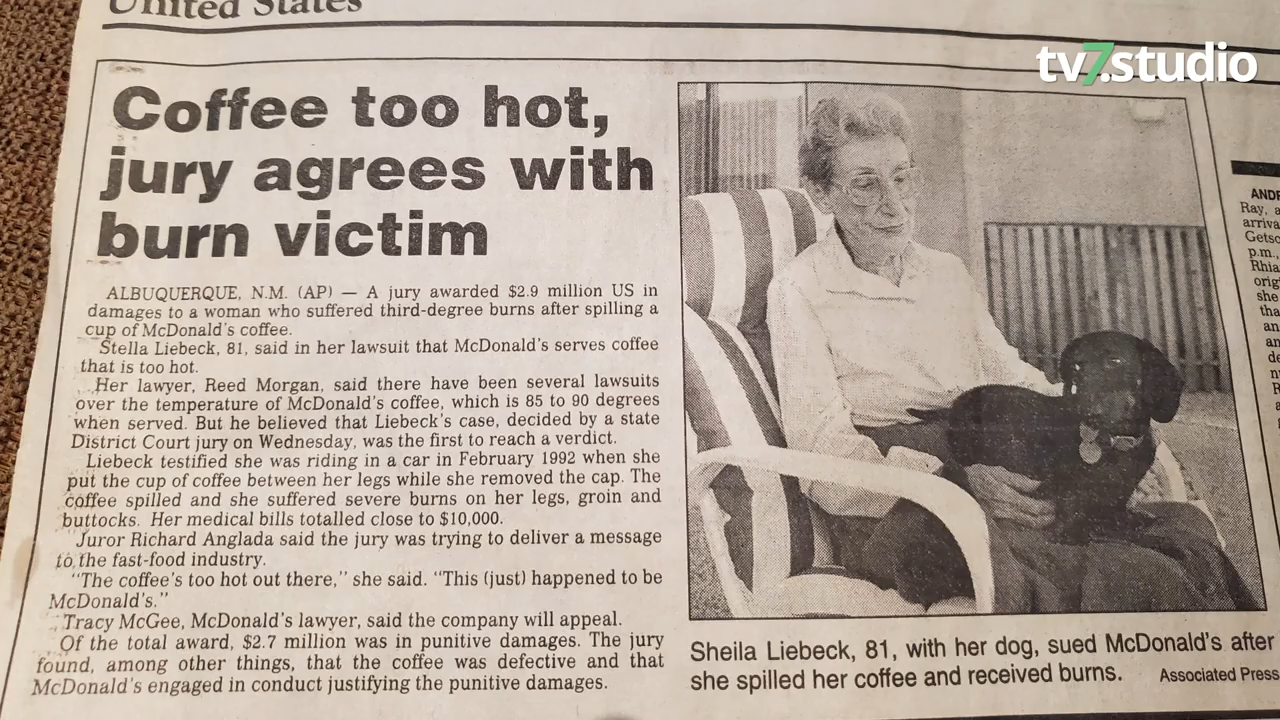 United States
tv7.studio
Coffee too hot,
jury agrees with
burn victim
ALBUQUERQUE, N.M. (AP) — A jury awarded $2.9 million US in
damages to a woman who suffered third-degree burns after spilling a
cup of McDonald's coffee.
Stella Liebeck, 81, said in her lawsuit that McDonald's serves coffee
that is too hot.
Her lawyer, Reed Morgan, said there have been several lawsuits
over the temperature of McDonald's coffee, which is 85 to 90 degrees
when served. But he believed that Liebeck's case, decided by a state
District Court jury on Wednesday, was the first to reach a verdict.
Liebeck testified she was riding in a car in February 1992 when she
put the cup of coffee between her legs while she removed the cap. The
coffee spilled and she suffered severe burns on her legs, groin and
buttocks. Her medical bills totalled close to $10,000.
Juror Richard Anglada said the jury was trying to deliver a message
to the fast-food industry.
"The coffee's too hot out there," she said. "This (just) happened to be
McDonald's."
Tracy McGee, McDonald's lawyer, said the company will appeal.
Of the total award, $2.7 million was in punitive damages. The jury
found, among other things, that the coffee was defective and that
McDonald's engaged in conduct justifying the punitive damages.
Sheila Liebeck, 81, with her dog, sued McDonald's after
she spilled her coffee and received burns.
Associated Press
Ray, a
p.m.,
she